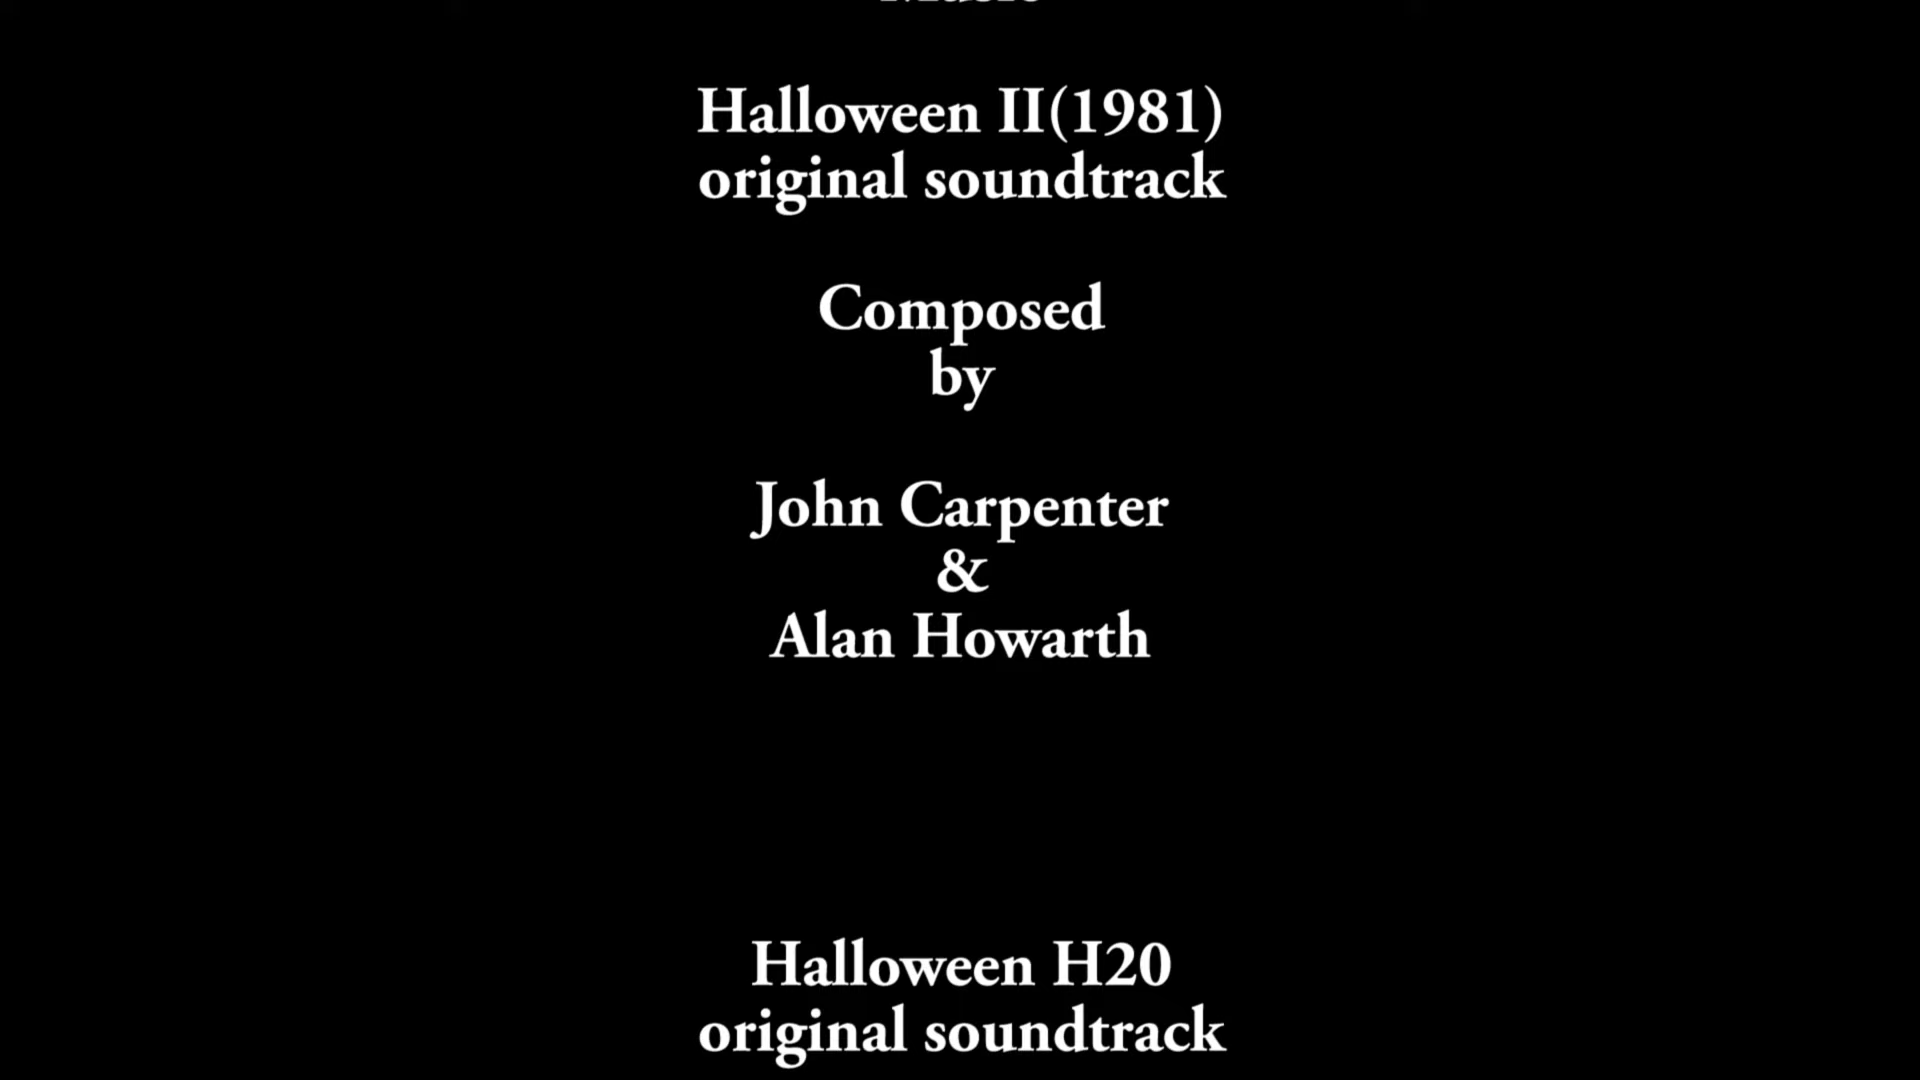 Halloween II(1981)
original soundtrack
Composed
by
John Carpenter
&
Alan Howarth
Halloween H20
original soundtrack